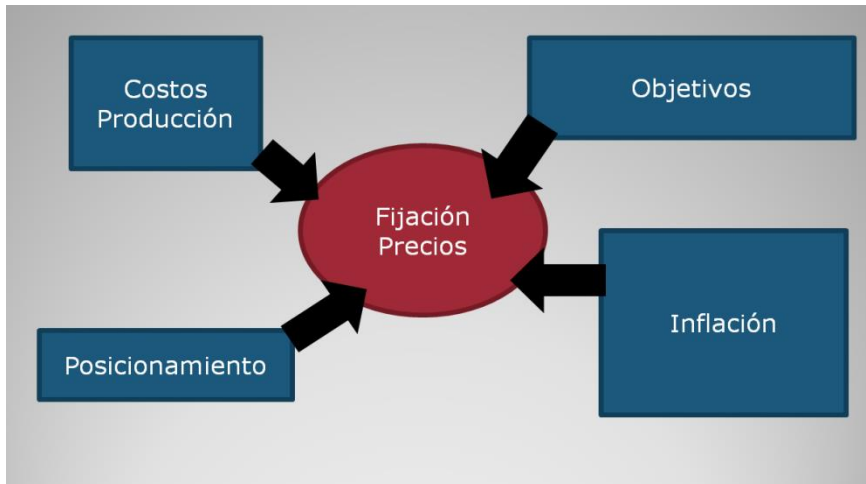 Costos
Producción
Objetivos
Fijación
Precios
Inflación
Posicionamiento